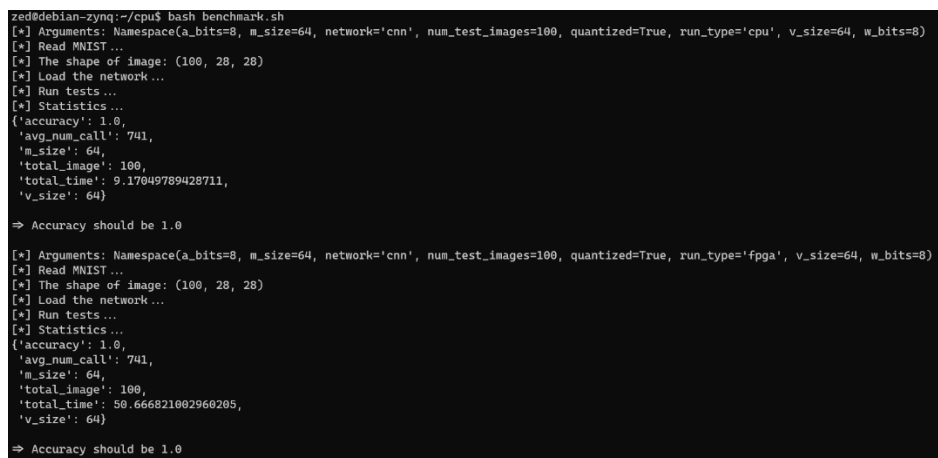 zed@debian-zynq:~/cpu$ bash benchmark.sh
[*] Arguments: Namespace(a_bits=8, m_size=64, network='cnn', num_test_images=100, quantized=True, run_type='cpu', v_size=64, w_bits=8)
[*] Read MNIST...
[*] The shape of image: (100, 28, 28)
[*] Load the network...
[*] Run tests...
[*] Statistics...
{'accuracy': 1.0,
 'avg_num_call': 741,
 'm_size': 64,
 'total_image': 100,
 'total_time': 9.17049789428711,
 'v_size': 64}
⇒ Accuracy should be 1.0
[*] Arguments: Namespace(a_bits=8, m_size=64, network='cnn', num_test_images=100, quantized=True, run_type='fpga', v_size=64, w_bits=8)
[*] Read MNIST...
[*] The shape of image: (100, 28, 28)
[*] Load the network...
[*] Run tests...
[*] Statistics...
{'accuracy': 1.0,
 'avg_num_call': 741,
 'm_size': 64,
 'total_image': 100,
 'total_time': 50.666821002960205,
 'v_size': 64}
⇒ Accuracy should be 1.0